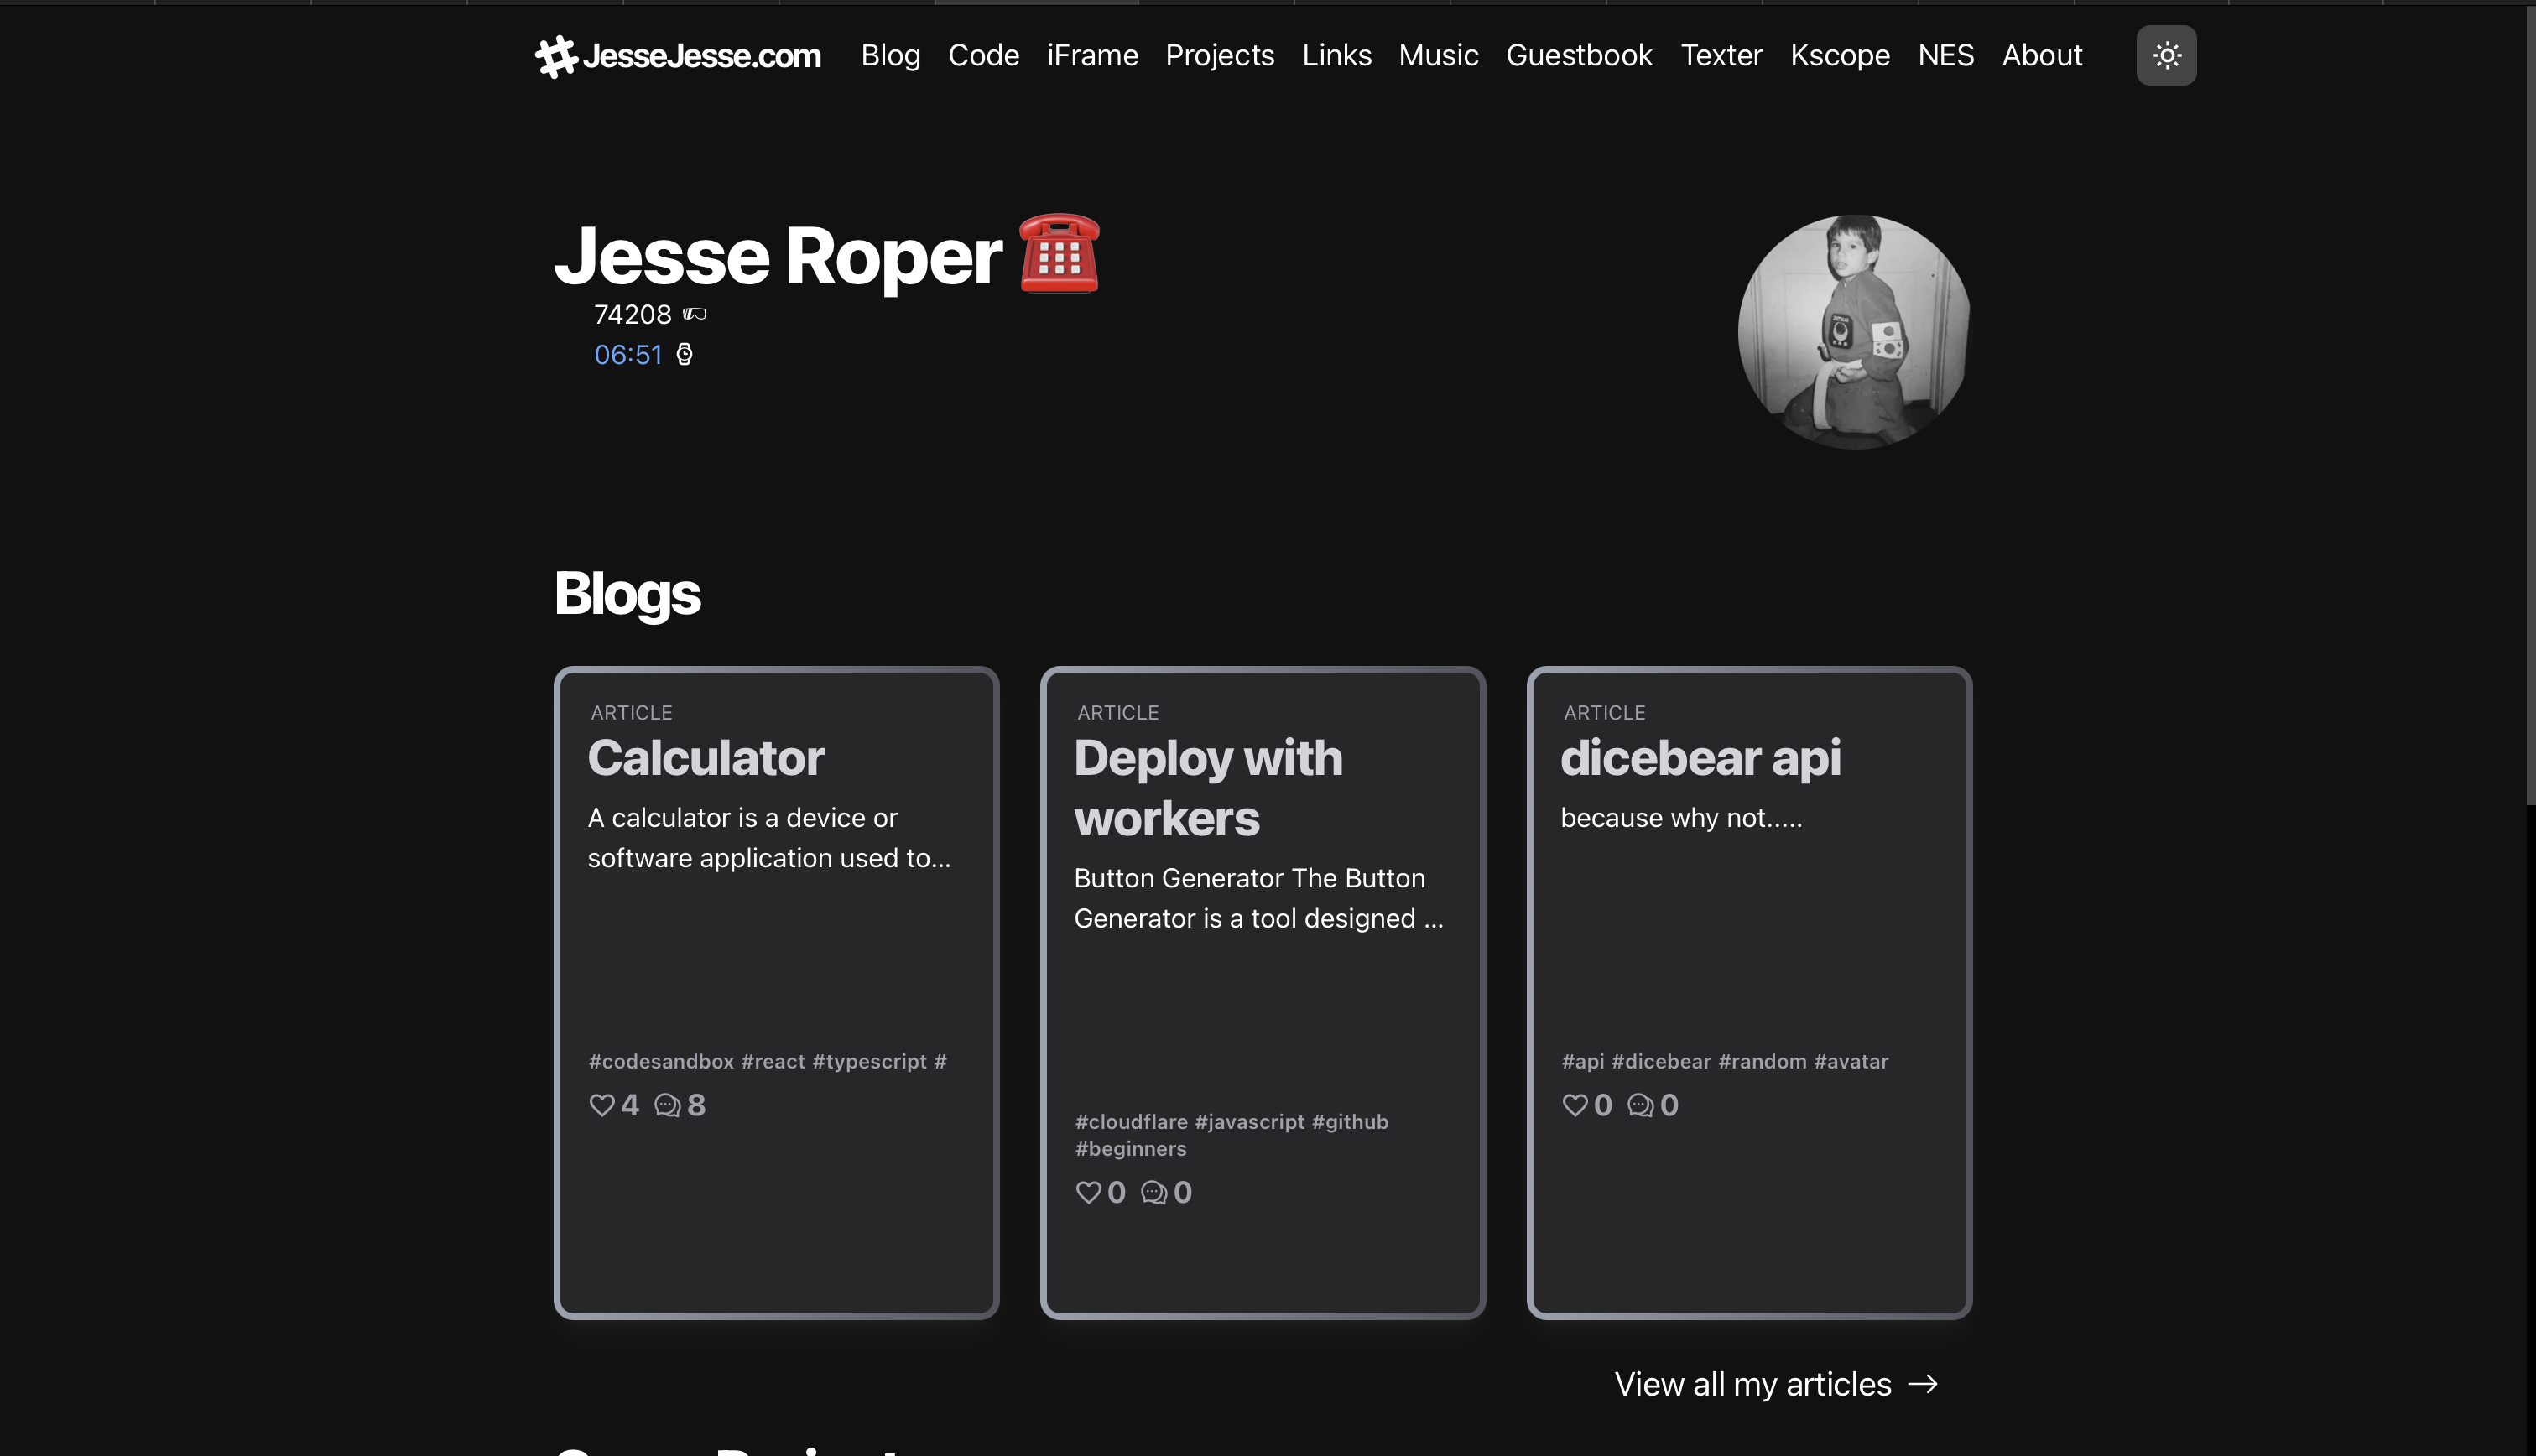 JesseJesse.com Blog Code iFrame Projects Links Music Guestbook Texter Kscope NES About
Jesse Roper
74208
06:51
Blogs
ARTICLE
Calculator
A calculator is a device or
software application used to...
#codesandbox #react #typescript #
4 8
ARTICLE
Deploy with
workers
Button Generator The Button
Generator is a tool designed ...
#cloudflare #javascript #github
#beginners
0 0
ARTICLE
dicebear api
because why not.....
#api #dicebear #random #avatar
0 0
View all my articles →